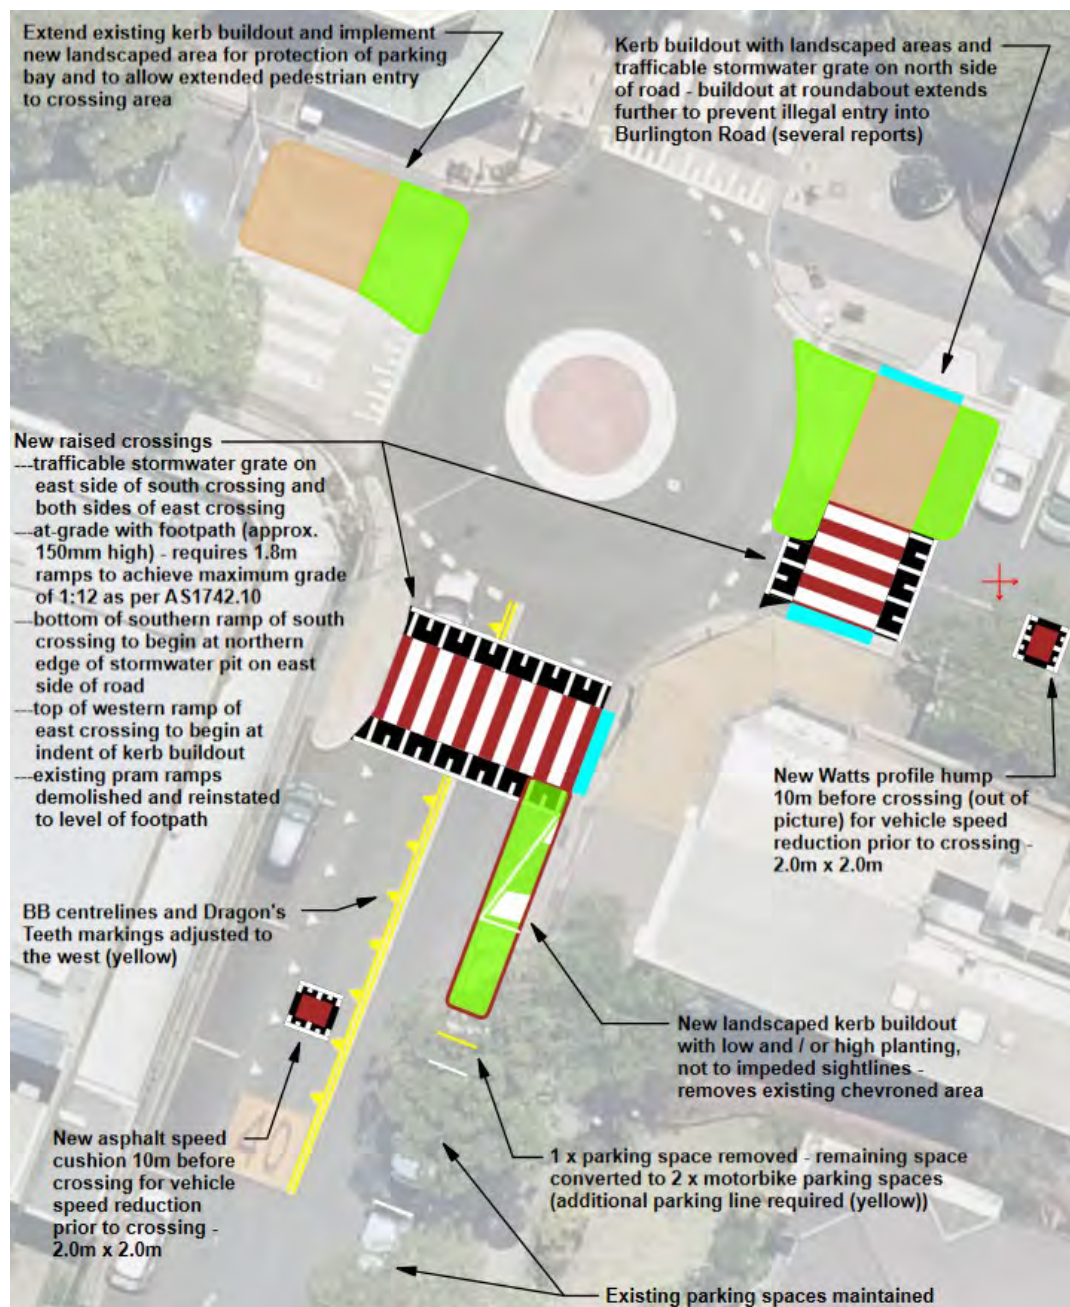 Extend existing kerb buildout and implement
new landscaped area for protection of parking
bay and to allow extended pedestrian entry
to crossing area
Kerb buildout with landscaped areas and
trafficable stormwater grate on north side
of road - buildout at roundabout extends
further to prevent illegal entry into
Burlington Road (several reports)
New raised crossings
---trafficable stormwater grate on
east side of south crossing and
both sides of east crossing
---at-grade with footpath (approx.
150mm high) - requires 1.8m
ramps to achieve maximum grade
of 1:12 as per AS1742.10
---bottom of southern ramp of south
crossing to begin at northern
edge of stormwater pit on east
side of road
---top of western ramp of
east crossing to begin at
indent of kerb buildout
---existing pram ramps
demolished and reinstated
to level of footpath
New Watts profile hump
10m before crossing (out of
picture) for vehicle speed
reduction prior to crossing -
2.0m x 2.0m
BB centrelines and Dragon's
Teeth markings adjusted to
the west (yellow)
New landscaped kerb buildout
with low and / or high planting,
not to impeded sightlines -
removes existing chevroned area
40
New asphalt speed
cushion 10m before
crossing for vehicle
speed reduction
prior to crossing -
2.0m x 2.0m
1 x parking space removed - remaining space
converted to 2 x motorbike parking spaces
(additional parking line required (yellow))
Existing parking spaces maintained